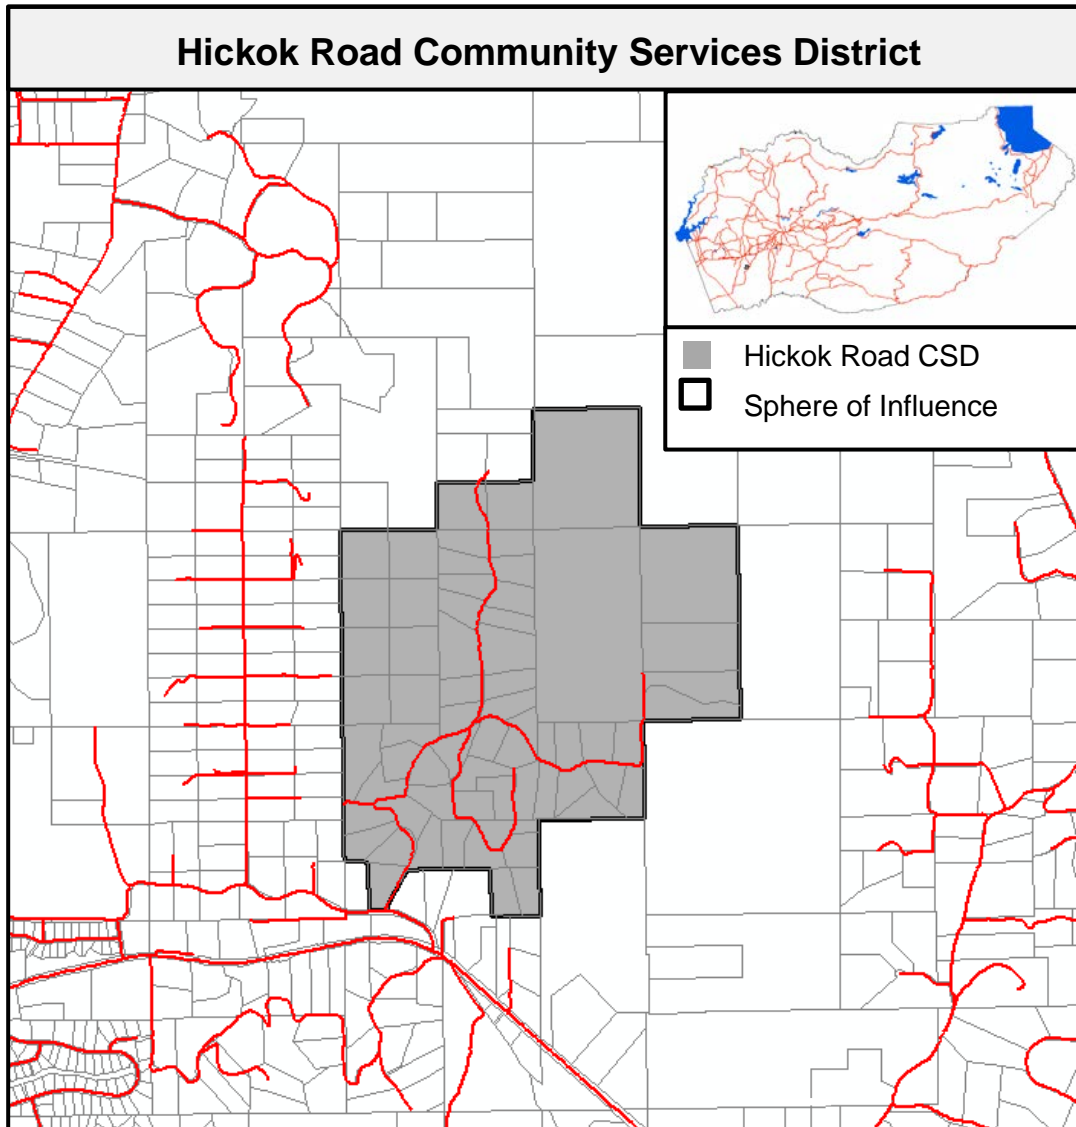 Hickok Road Community Services District
Hickok Road CSD
Sphere of Influence